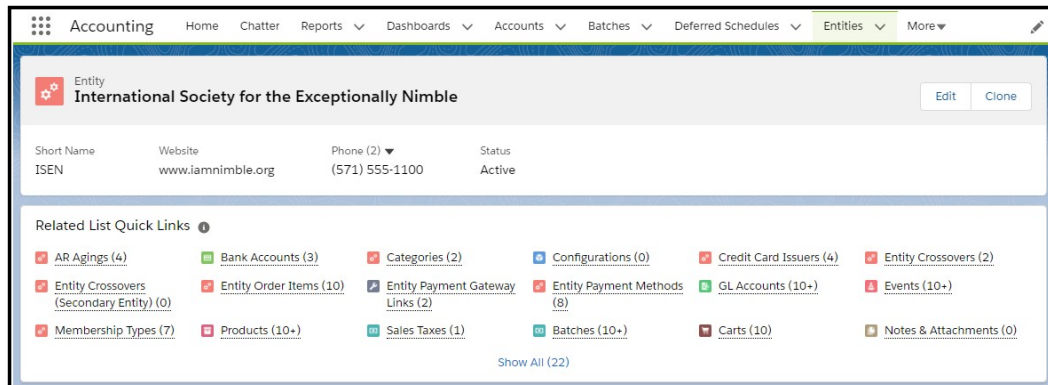 Accounting Home Chatter Reports Dashboards Accounts Batches Deferred Schedules Entities More
Entity
International Society for the Exceptionally Nimble
Edit Clone
Short Name Website Phone (2) Status
ISEN www.iamnimble.org (571) 555-1100 Active
Related List Quick Links
AR Agings (4) Bank Accounts (3) Categories (2) Configurations (0) Credit Card Issuers (4) Entity Crossovers (2)
Entity Crossovers Entity Order Items (10) Entity Payment Gateway Entity Payment Methods GL Accounts (10+) Events (10+)
(Secondary Entity) (0) Links (2) (8)
Membership Types (7) Products (10+) Sales Taxes (1) Batches (10+) Carts (10) Notes & Attachments (0)
Show All (22)